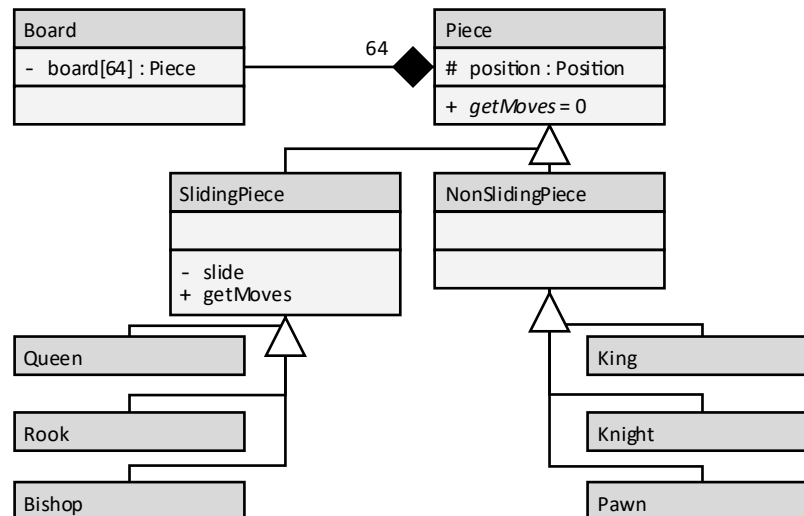 Board
- board[64] : Piece
64
Piece
# position : Position
+ getMoves = 0
SlidingPiece
- slide
+ getMoves
NonSlidingPiece
Queen
Rook
Bishop
King
Knight
Pawn